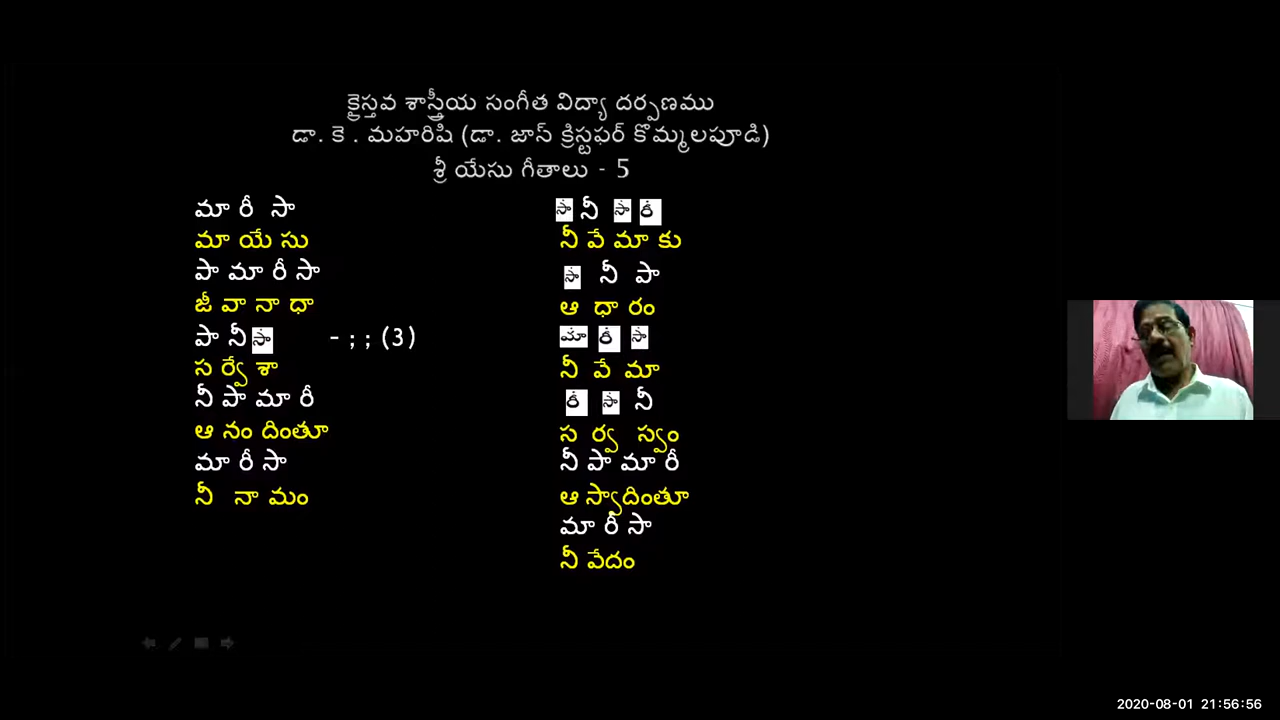 క్రైస్తవ శాస్త్రీయ సంగీత విద్యా దర్పణము
డా. కె . మహరిషి (డా. జాస్ క్రిస్టఫర్ కొమ్మలపూడి)
శ్రీ యేసు గీతాలు - 5
మా రీ సా
మా యే సు
పా మా రీ సా
జీ వా నా ధా
పా నీ సా - ; ; (3)
స ర్వే శా
నీ పా మా రీ
ఆ నం దింతూ
మా రీ సా
నీ నా మం
సా నీ సా రీ
నీ వే మా కు
సా నీ పా
ఆ ధా రం
మా రీ సా
నీ వే మా
రీ సా నీ
స ర్వ స్వం
నీ పా మా రీ
ఆ స్వాదింతూ
మా రీ సా
నీ వేదం
2020-08-01 21:56:56